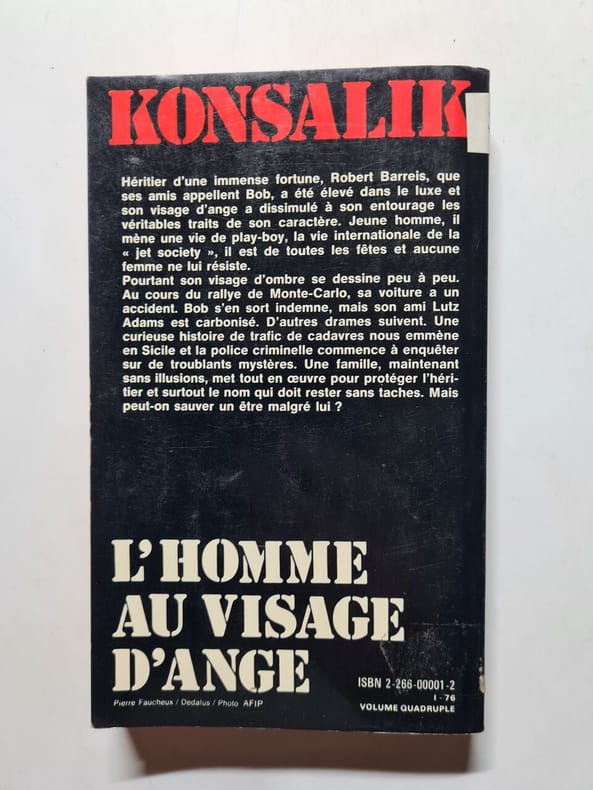 KONSALIK
Héritier d'une immense fortune, Robert Barreis, que
ses amis appellent Bob, a été élevé dans le luxe et
son visage d'ange a dissimulé à son entourage les
véritables traits de son caractère. Jeune homme, il
mène une vie de play-boy, la vie internationale de la
« jet society », il est de toutes les fêtes et aucune
femme ne lui résiste.
Pourtant son visage d'ombre se dessine peu à peu.
Au cours du rallye de Monte-Carlo, sa voiture a un
accident. Bob s'en sort indemne, mais son ami Lutz
Adams est carbonisé. D'autres drames suivent. Une
curieuse histoire de trafic de cadavres nous emmène
en Sicile et la police criminelle commence à enquêter
sur de troublants mystères. Une famille, maintenant
sans illusions, met tout en œuvre pour protéger l'héri-
tier et surtout le nom qui doit rester sans taches. Mais
peut-on sauver un être malgré lui ?
L'HOMME
AU VISAGE
D'ANGE
ISBN 2-266-00001-2
I - 76
Pierre Faucheux / Dedalus / Photo AFIP
VOLUME QUADRUPLE